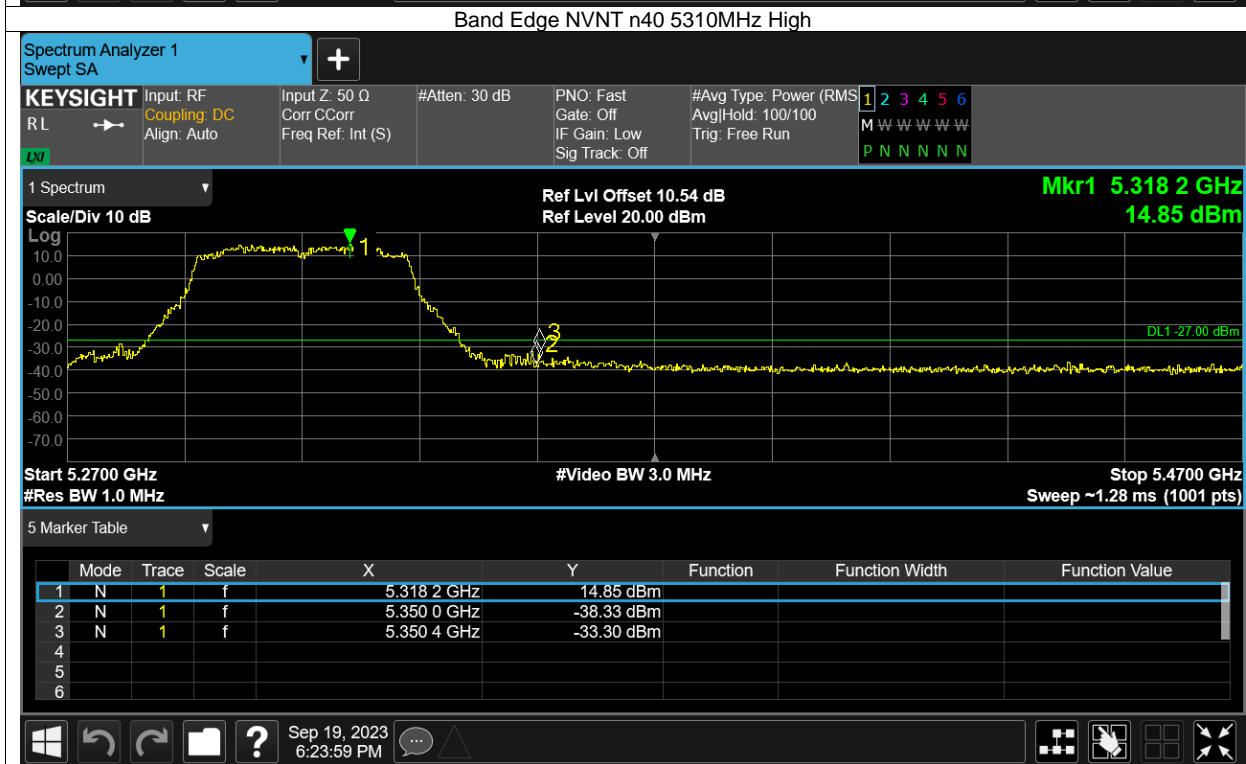 Band Edge NVNT n40 5310MHz High
Spectrum Analyzer 1
Swept SA
+
KEYSIGHT Input: RF Input Z: 50 Ω #Atten: 30 dB PNO: Fast #Avg Type: Power (RMS 1 2 3 4 5 6
RL Coupling: DC Corr CCorr Gate: Off Avg|Hold: 100/100 M W W W W W
Align: Auto Freq Ref: Int (S) IF Gain: Low Trig: Free Run
LXI Sig Track: Off P N N N N N
1 Spectrum Ref Lvl Offset 10.54 dB Mkr1 5.318 2 GHz
Scale/Div 10 dB Ref Level 20.00 dBm 14.85 dBm
Log
1
10.0
0.00
-10.0
-20.0
3
DL1 -27.00 dBm
2
-30.0
-40.0
-50.0
-60.0
-70.0
Start 5.2700 GHz #Video BW 3.0 MHz Stop 5.4700 GHz
#Res BW 1.0 MHz Sweep ~1.28 ms (1001 pts)
5 Marker Table
Mode Trace Scale X Y Function Function Width Function Value
1 N 1 f 5.318 2 GHz 14.85 dBm
2 N 1 f 5.350 0 GHz -38.33 dBm
3 N 1 f 5.350 4 GHz -33.30 dBm
4
5
6
? Sep 19, 2023
6:23:59 PM